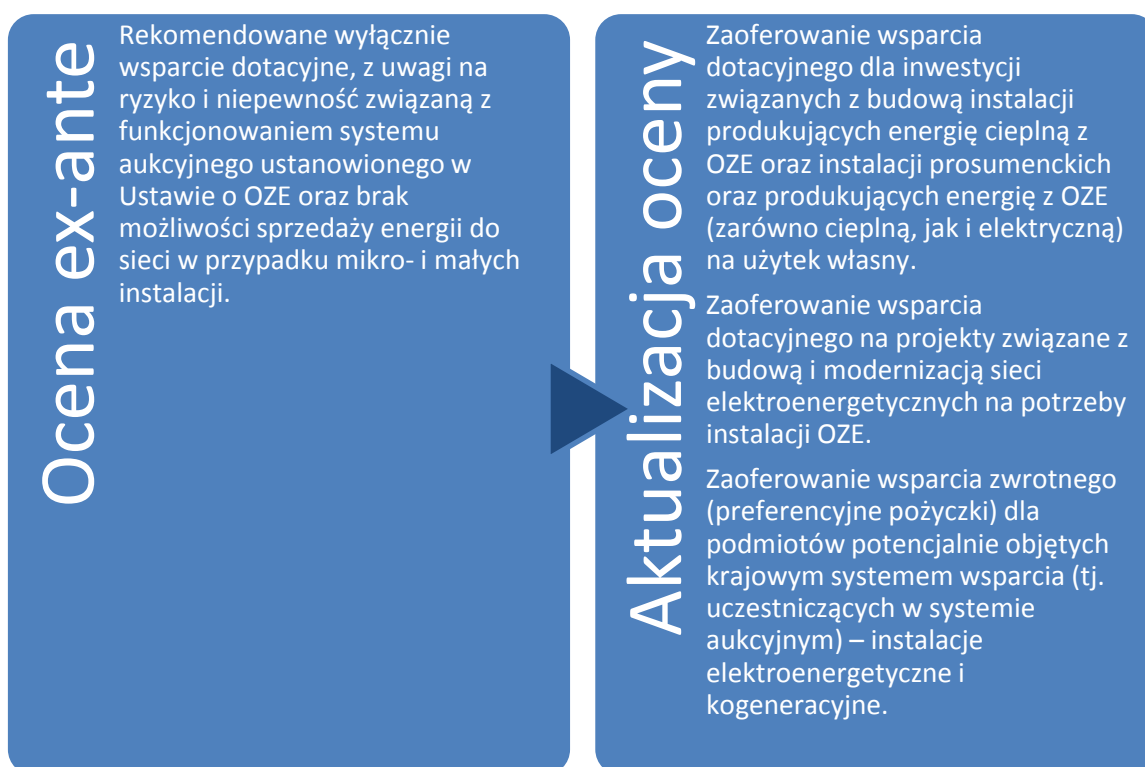 Ocena ex-ante
Rekomendowane wyłącznie
wsparcie dotacyjne, z uwagi na
ryzyko i niepewność związaną z
funkcjonowaniem systemu
aukcyjnego ustanowionego w
Ustawie o OZE oraz brak
możliwości sprzedaży energii do
sieci w przypadku mikro- i małych
instalacji.
Aktualizacja oceny
Zaoferowanie wsparcia
dotacyjnego dla inwestycji
związanych z budową instalacji
produkujących energię cieplną z
OZE oraz instalacji prosumenckich
oraz produkujących energię z OZE
(zarówno cieplną, jak i elektryczną)
na użytek własny.
Zaoferowanie wsparcia
dotacyjnego na projekty związane z
budową i modernizacją sieci
elektroenergetycznych na potrzeby
instalacji OZE.
Zaoferowanie wsparcia zwrotnego
(preferencyjne pożyczki) dla
podmiotów potencjalnie objętych
krajowym systemem wsparcia (tj.
uczestniczących w systemie
aukcyjnym) – instalacje
elektroenergetyczne i
kogeneracyjne.